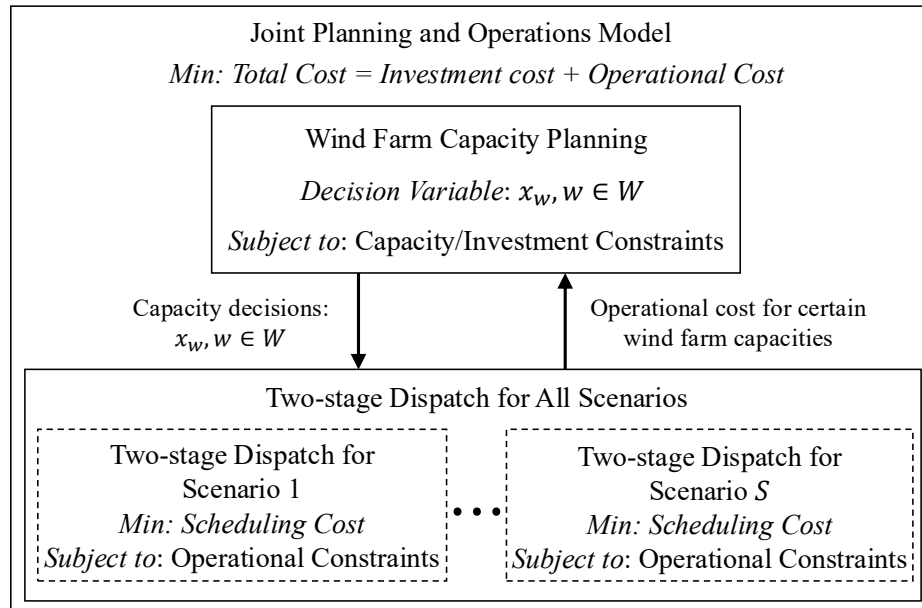 Joint Planning and Operations Model
Min: Total Cost = Investment cost + Operational Cost
Wind Farm Capacity Planning
Decision Variable: x_w, w ∈ W
Subject to: Capacity/Investment Constraints
Capacity decisions:
x_w, w ∈ W
Operational cost for certain
wind farm capacities
Two-stage Dispatch for All Scenarios
Two-stage Dispatch for
Scenario 1
Min: Scheduling Cost
Subject to: Operational Constraints
• • •
Two-stage Dispatch for
Scenario S
Min: Scheduling Cost
Subject to: Operational Constraints